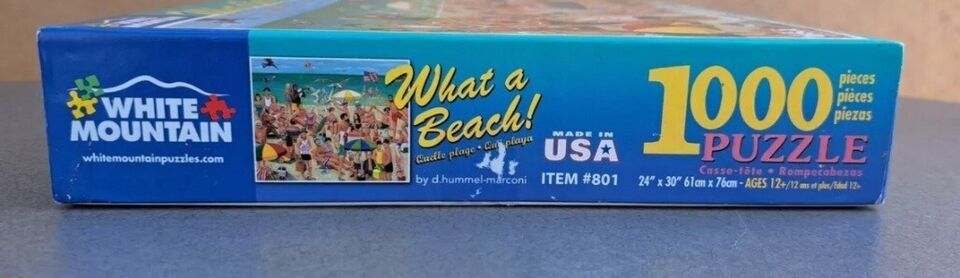 WHITE
MOUNTAIN
whitemountainpuzzles.com
What a
Beach!
Quelle plage • Qué playa
by d.hummel-marconi
MADE IN
USA
ITEM #801
1000
pieces
pièces
piezas
PUZZLE
Casse-tête • Rompecabezas
24" x 30" 61cm x 76cm - AGES 12+/12 ans et plus/Edad 12+